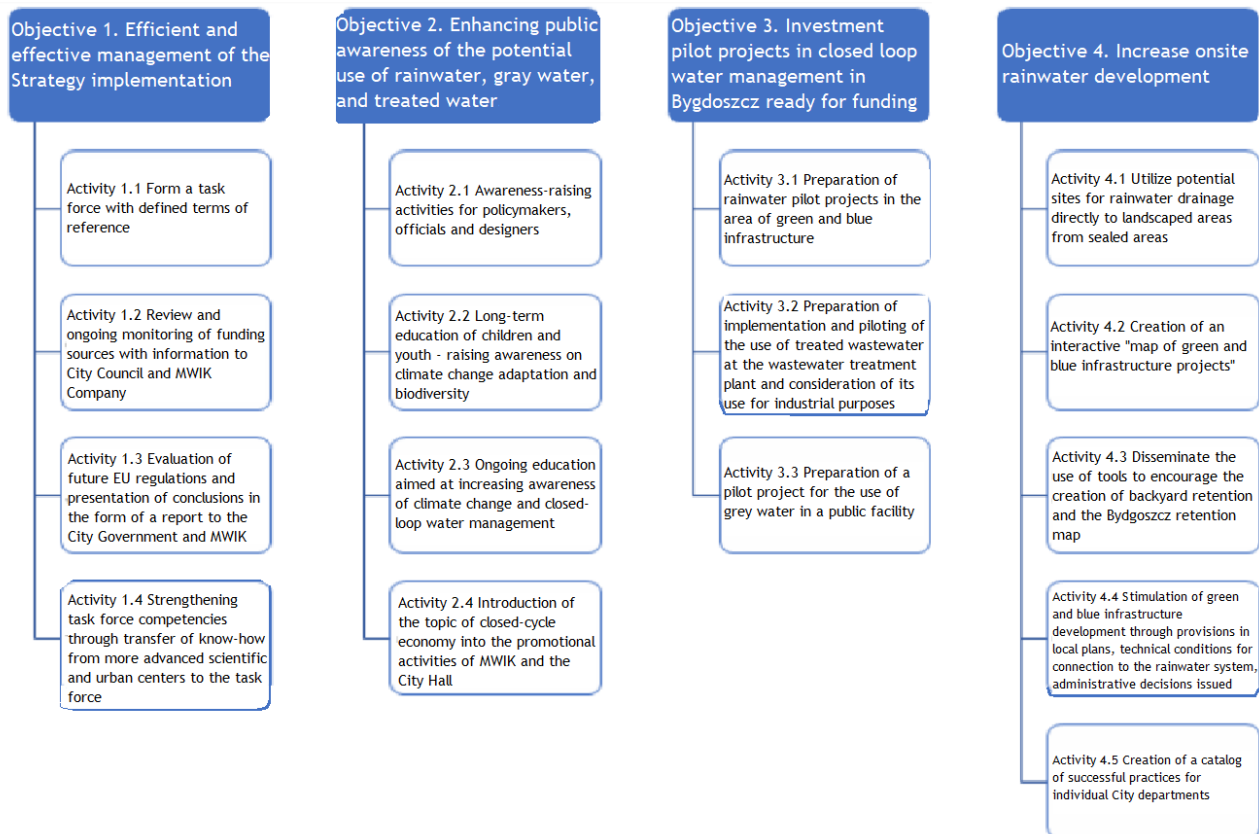 Objective 1. Efficient and
effective management of the
Strategy implementation
Activity 1.1 Form a task
force with defined terms of
reference
Activity 1.2 Review and
ongoing monitoring of funding
sources with information to
City Council and MWIK
Company
Activity 1.3 Evaluation of
future EU regulations and
presentation of conclusions in
the form of a report to the
City Government and MWIK
Activity 1.4 Strengthening
task force competencies
through transfer of know-how
from more advanced scientific
and urban centers to the task
force
Objective 2. Enhancing public
awareness of the potential
use of rainwater, gray water,
and treated water
Activity 2.1 Awareness-raising
activities for policymakers,
officials and designers
Activity 2.2 Long-term
education of children and
youth - raising awareness on
climate change adaptation and
biodiversity
Activity 2.3 Ongoing education
aimed at increasing awareness
of climate change and closed-
loop water management
Activity 2.4 Introduction of
the topic of closed-cycle
economy into the promotional
activities of MWIK and the
City Hall
Objective 3. Investment
pilot projects in closed loop
water management in
Bygdoszcz ready for funding
Activity 3.1 Preparation of
rainwater pilot projects in the
area of green and blue
infrastructure
Activity 3.2 Preparation of
implementation and piloting of
the use of treated wastewater
at the wastewater treatment
plant and consideration of its
use for industrial purposes
Activity 3.3 Preparation of a
pilot project for the use of
grey water in a public facility
Objective 4. Increase onsite
rainwater development
Activity 4.1 Utilize potential
sites for rainwater drainage
directly to landscaped areas
from sealed areas
Activity 4.2 Creation of an
interactive "map of green and
blue infrastructure projects"
Activity 4.3 Disseminate the
use of tools to encourage the
creation of backyard retention
and the Bydgoszcz retention
map
Activity 4.4 Stimulation of green
and blue infrastructure
development through provisions in
local plans, technical conditions for
connection to the rainwater system,
administrative decisions issued
Activity 4.5 Creation of a catalog
of successful practices for
individual City departments